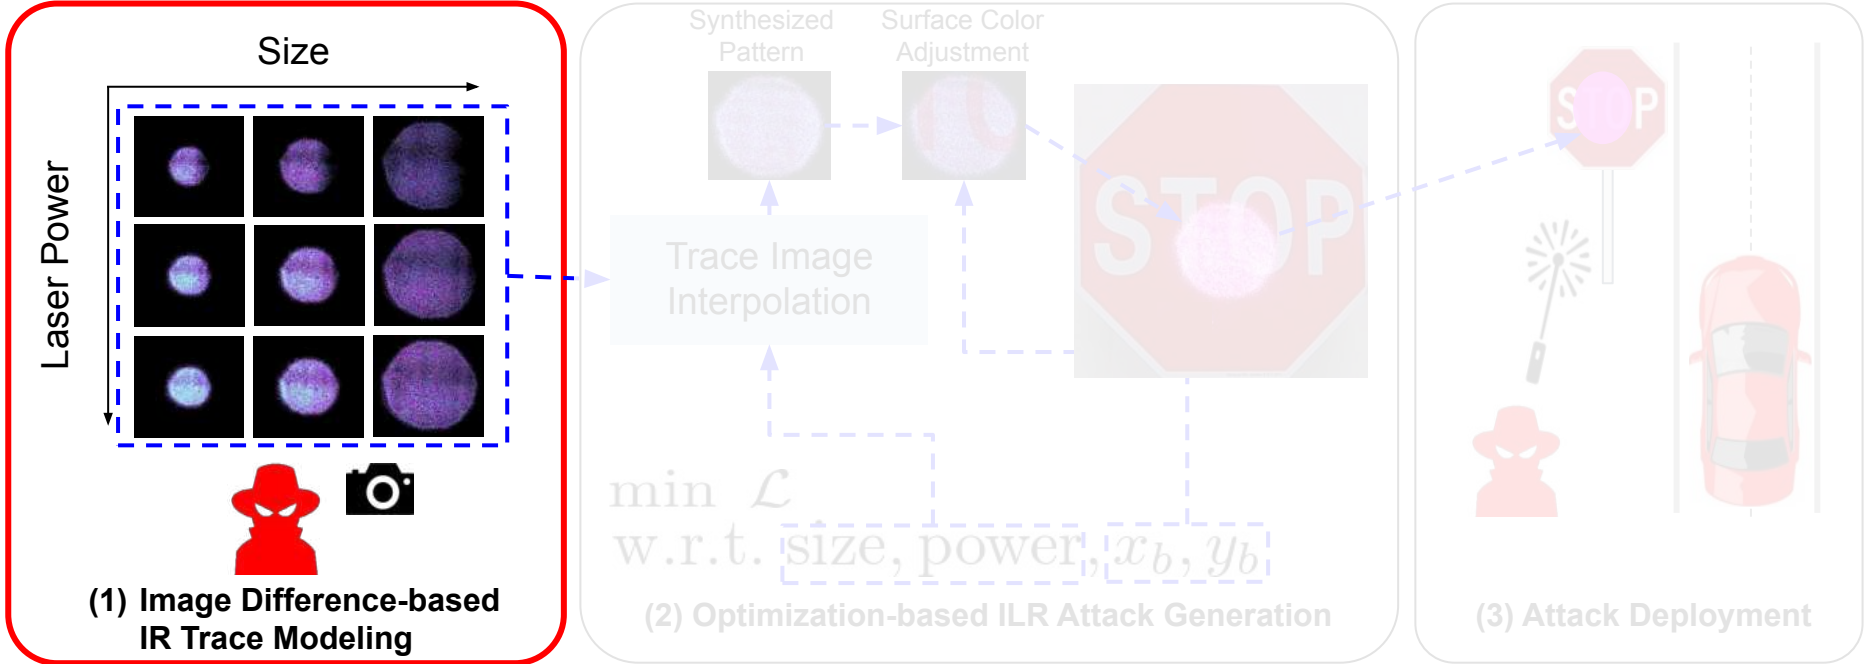 Size
Laser Power
(1) Image Difference-based
IR Trace Modeling
Synthesized
Pattern
Surface Color
Adjustment
Trace Image
Interpolation
STOP
min ℒ
w.r.t. size, power, x_b, y_b
(2) Optimization-based ILR Attack Generation
STOP
(3) Attack Deployment